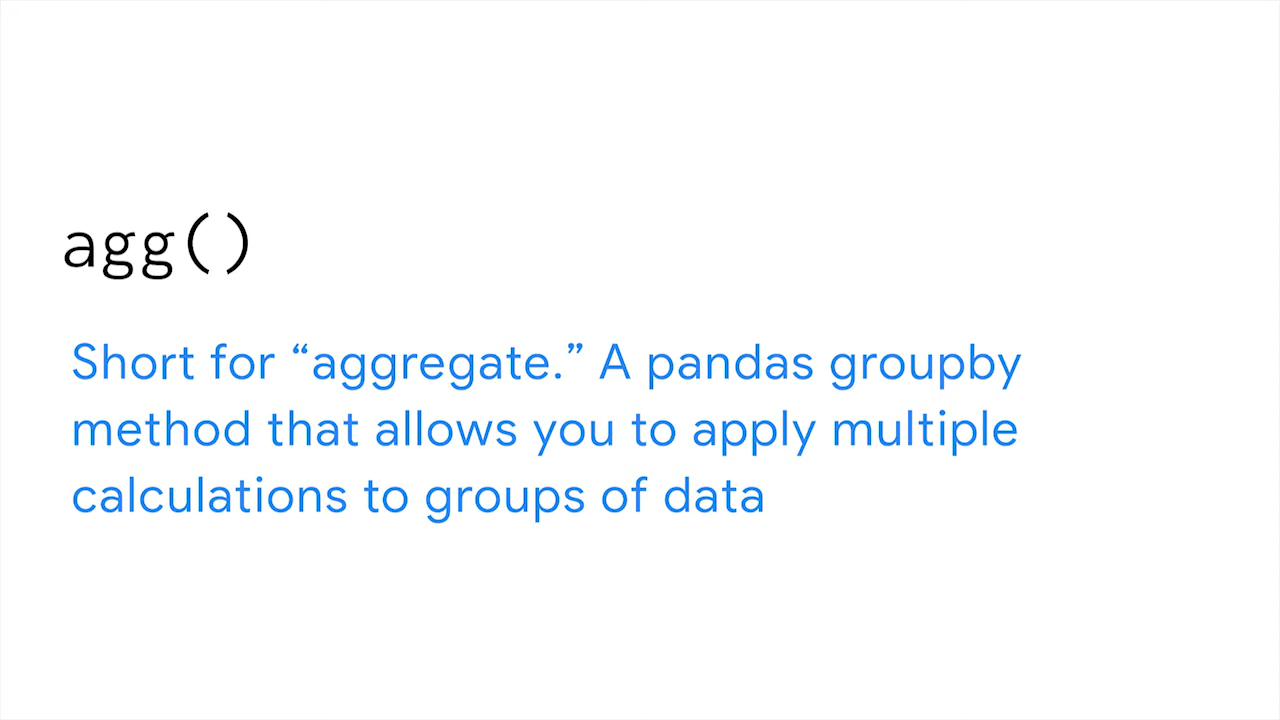 agg()
Short for “aggregate.” A pandas groupby
method that allows you to apply multiple
calculations to groups of data